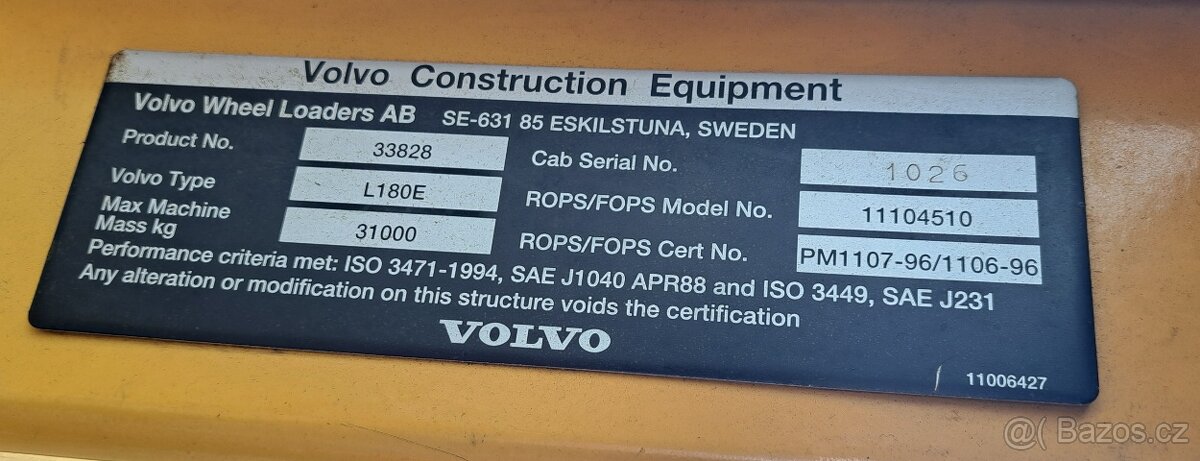 Volvo Construction Equipment
Volvo Wheel Loaders AB SE-631 85 ESKILSTUNA, SWEDEN
Product No. 33828 Cab Serial No. 1026
Volvo Type L180E ROPS/FOPS Model No. 11104510
Max Machine
Mass kg 31000 ROPS/FOPS Cert No. PM1107-96/1106-96
Performance criteria met: ISO 3471-1994, SAE J1040 APR88 and ISO 3449, SAE J231
Any alteration or modification on this structure voids the certification
VOLVO
11006427
@( Bazos.cz